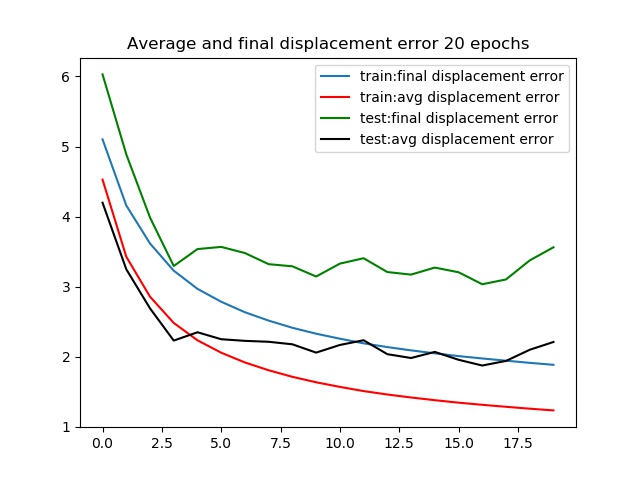 Average and final displacement error 20 epochs
train:final displacement error
train:avg displacement error
test:final displacement error
test:avg displacement error
6
5
4
3
2
1
0.0 2.5 5.0 7.5 10.0 12.5 15.0 17.5